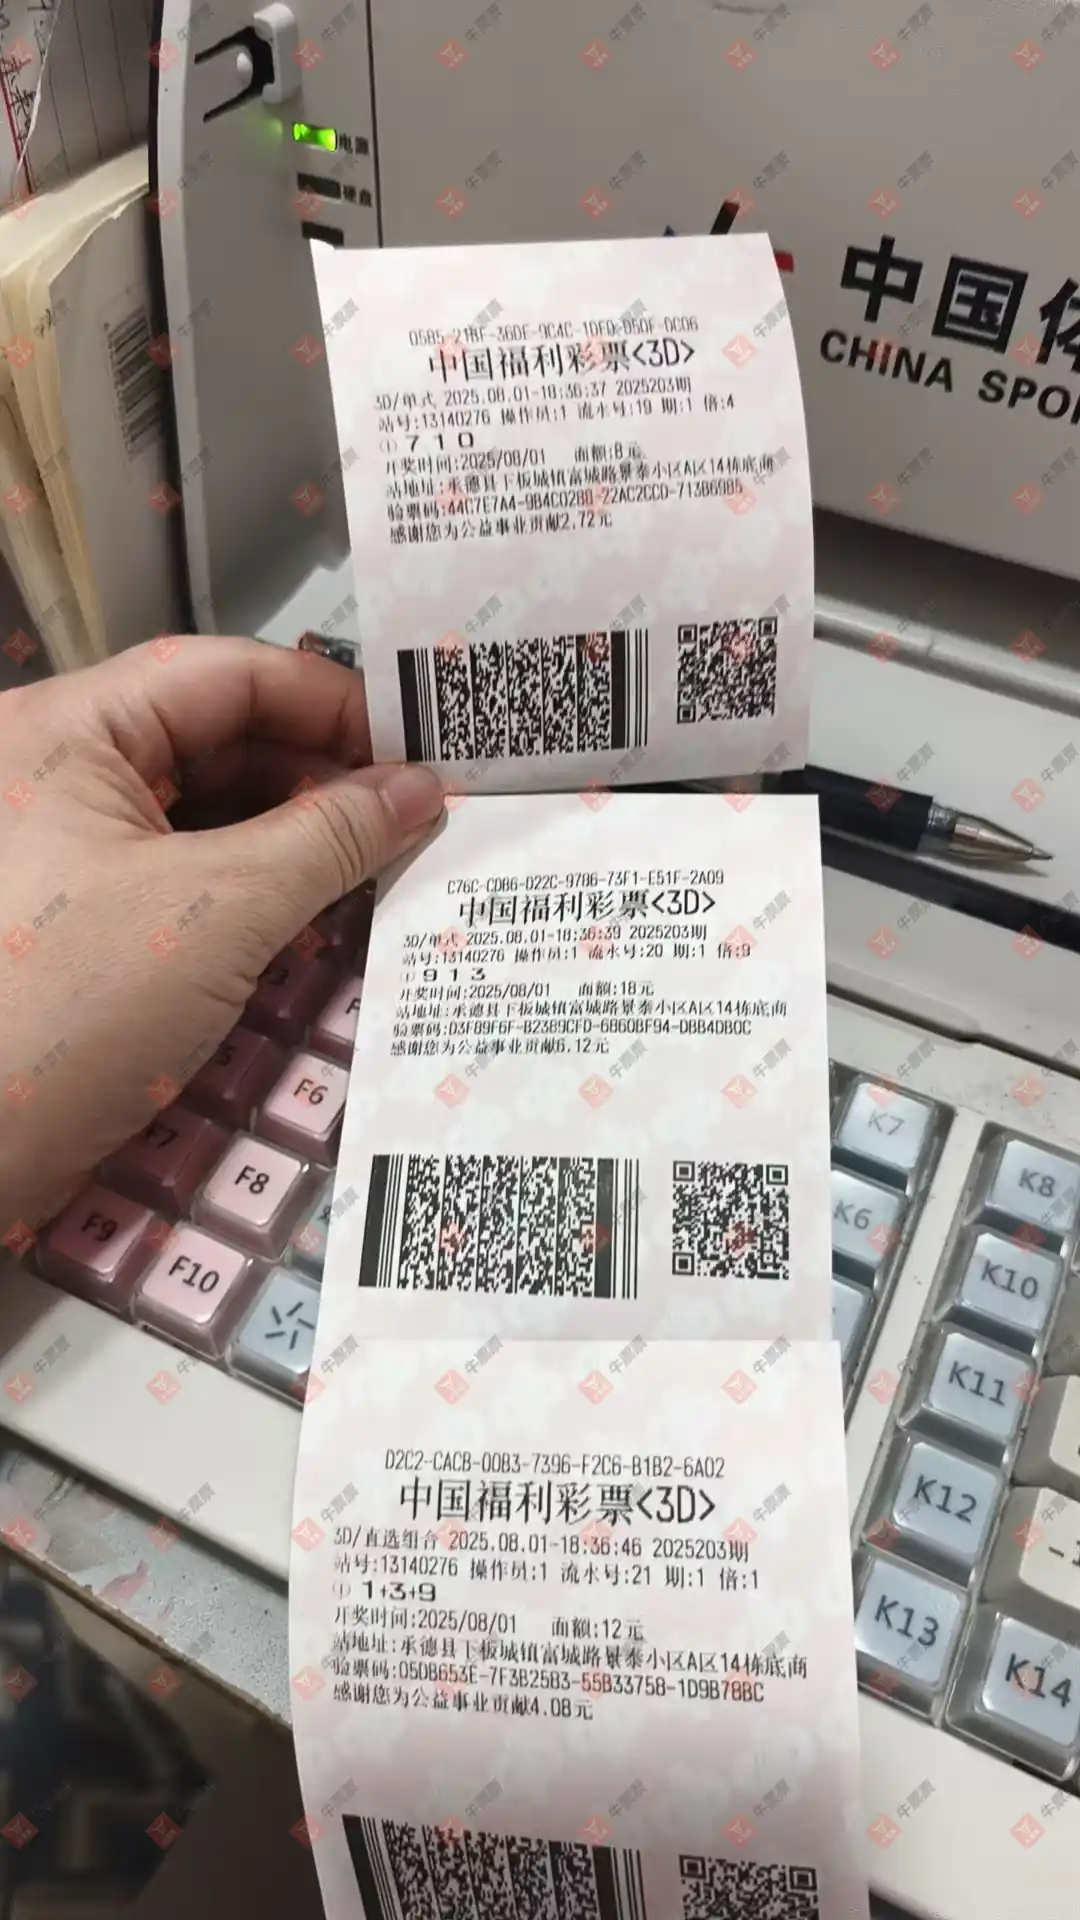 电源
硬盘
中国体
CHINA SPOR
0585-21BF-36DE-9C4C-1DFD-D50F-DC06
中国福利彩票<3D>
3D/单式 2025.08.01-18:36:37 2025203期
站号:13140276 操作员:1 流水号:19 期:1 倍:4
① 7 1 0
开奖时间:2025/08/01 面额:8元
站地址:承德县下板城镇富城路景泰小区A区14栋底商
验票码:44C7E7A4-9B4C0280-22AC2CCD-713B69B5
感谢您为公益事业贡献2.72元
C76C-CDB6-D22C-9786-73F1-E51F-2A09
中国福利彩票<3D>
3D/单式 2025.08.01-18:36:39 2025203期
站号:13140276 操作员:1 流水号:20 期:1 倍:9
① 9 1 3
开奖时间:2025/08/01 面额:18元
站地址:承德县下板城镇富城路景泰小区A区14栋底商
验票码:D3F89F6F-B2389CFD-6860BF94-DBB4DB0C
感谢您为公益事业贡献6.12元
D2C2-CACB-00B3-7396-F2C6-B1B2-6A02
中国福利彩票<3D>
3D/直选组合 2025.08.01-18:36:46 2025203期
站号:13140276 操作员:1 流水号:21 期:1 倍:1
① 1+3+9
开奖时间:2025/08/01 面额:12元
站地址:承德县下板城镇富城路景泰小区A区14栋底商
验票码:05DB653E-7F3B25B3-55B3375B-1D9B78BC
感谢您为公益事业贡献4.08元
F6
F7
F8
F9
F10
K7
K6
K8
K10
K11
K12
K13
K14
牛票票